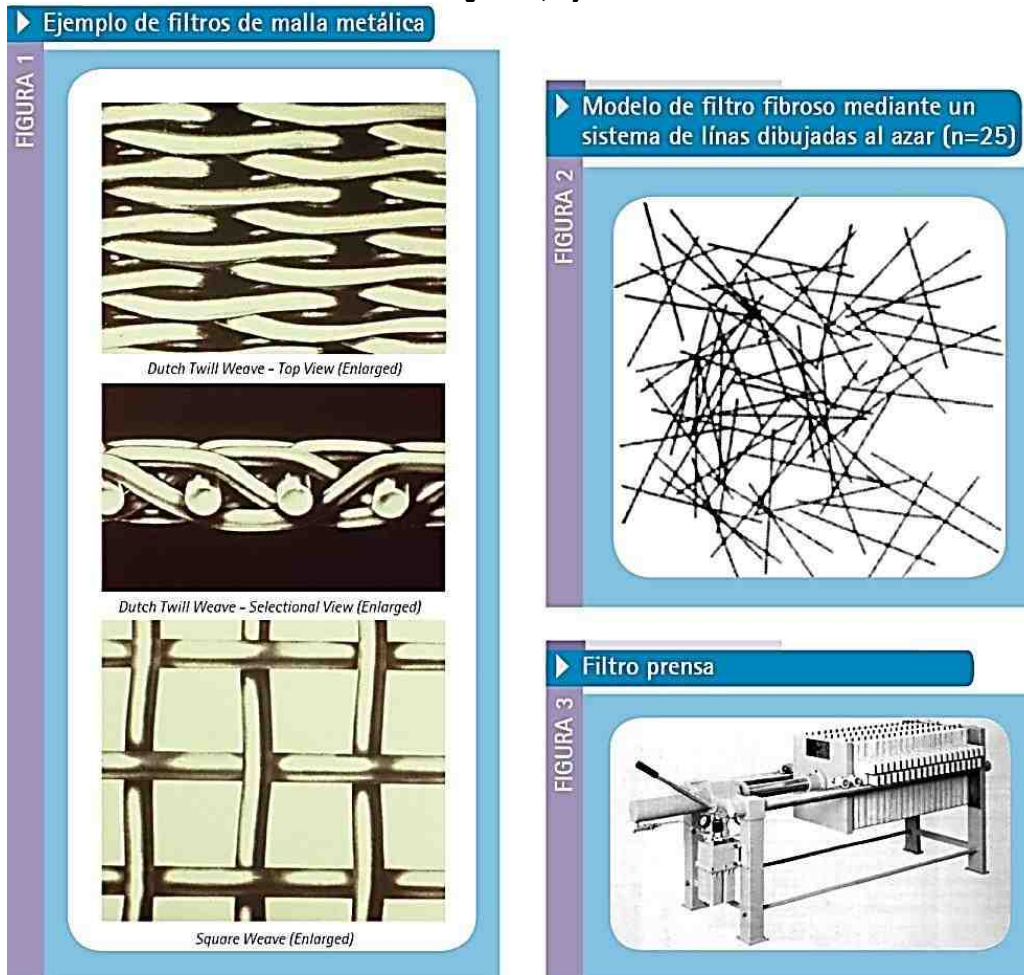 Ejemplo de filtros de malla metálica
FIGURA 1
Dutch Twill Weave - Top View (Enlarged)
Dutch Twill Weave - Selectional View (Enlarged)
Square Weave (Enlarged)
Modelo de filtro fibroso mediante un
sistema de línas dibujadas al azar (n=25)
FIGURA 2
Filtro prensa
FIGURA 3